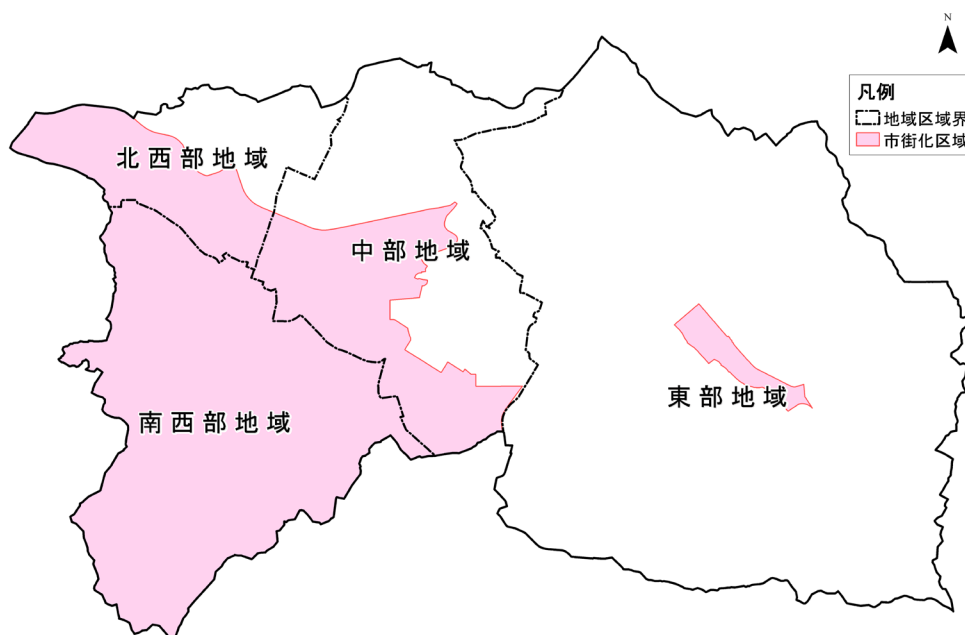 N
凡例
地域区域界
市街化区域
北西部地域
中部地域
東部地域
南西部地域